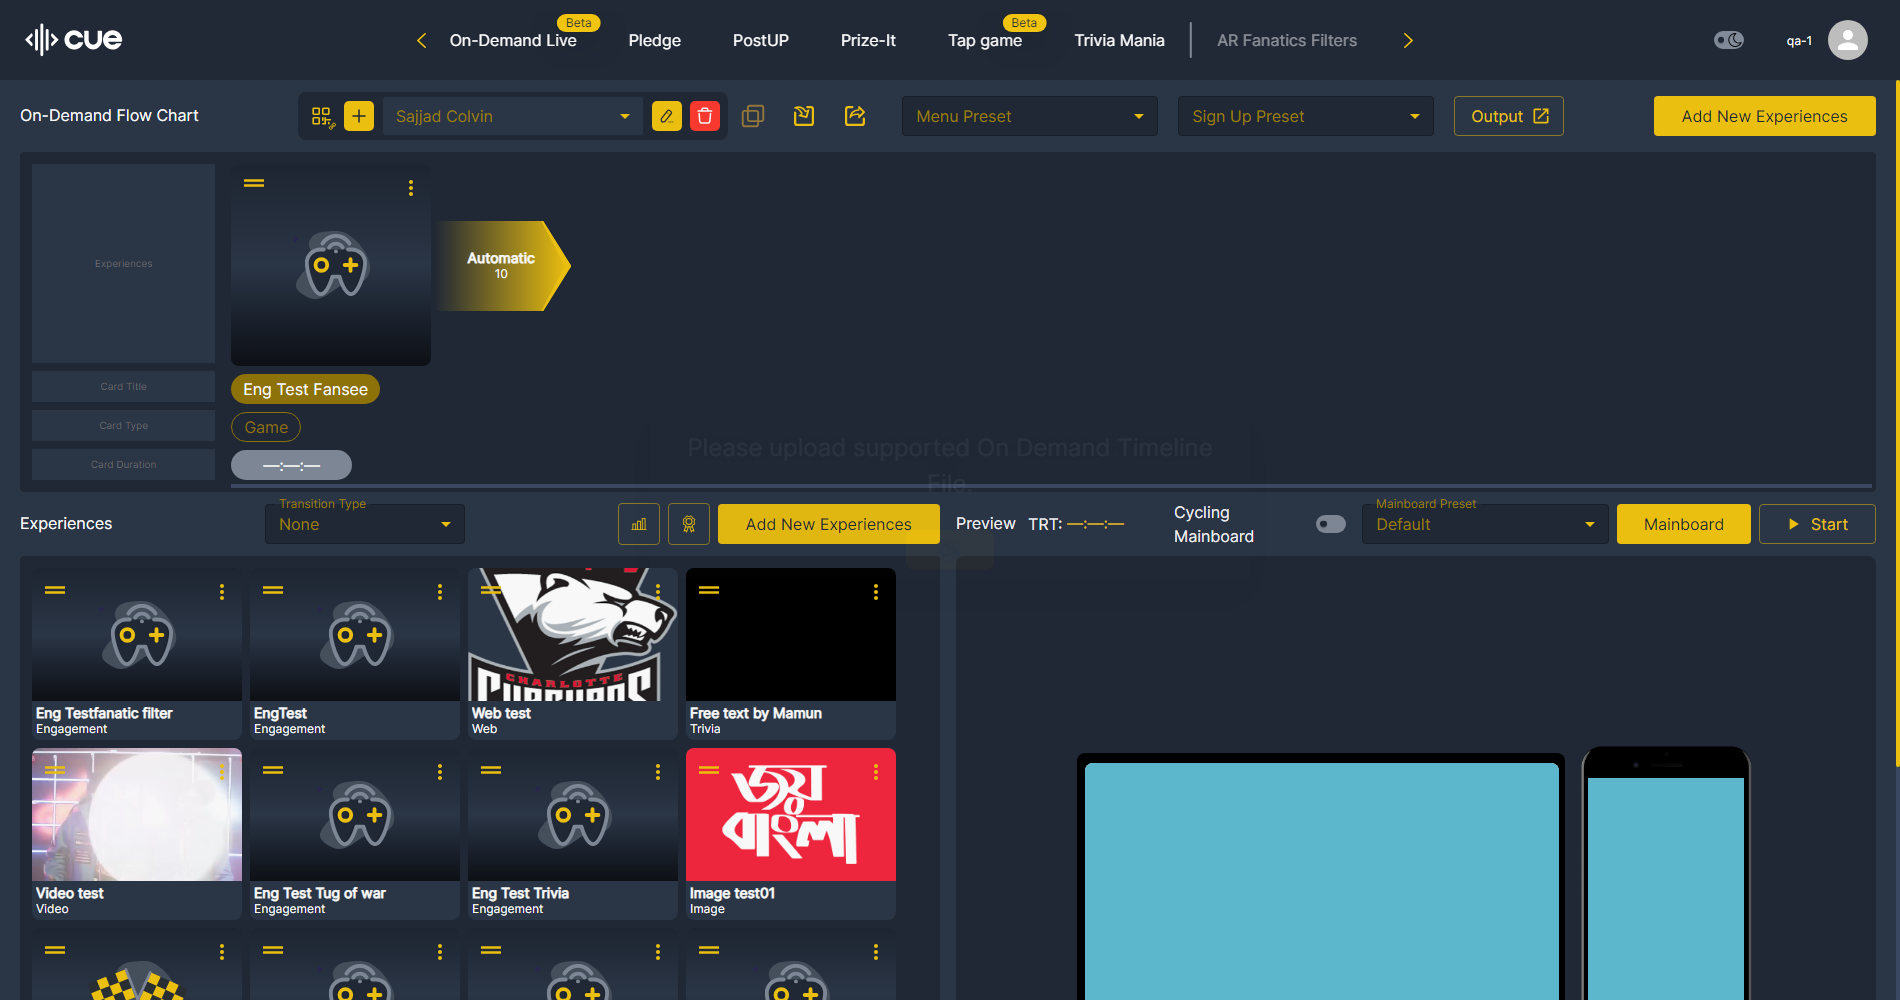 cue
Beta
Beta
On-Demand Live
Pledge
PostUP
Prize-It
Tap game
Trivia Mania
AR Fanatics Filters
qa-1
On-Demand Flow Chart
Sajjad Colvin
Menu Preset
Sign Up Preset
Output
Add New Experiences
Experiences
Automatic
10
Card Title
Eng Test Fansee
Card Type
Game
Card Duration
—:—:—
Please upload supported On Demand Timeline
File.
Experiences
Transition Type
None
Add New Experiences
Preview
TRT: —:—:—
Cycling
Mainboard
Mainboard Preset
Default
Mainboard
Start
Eng Testfanatic filter
Engagement
EngTest
Engagement
CHARLOTTE
Web test
Web
Free text by Mamun
Trivia
Video test
Video
Eng Test Tug of war
Engagement
Eng Test Trivia
Engagement
জয়
বাংলা
Image test01
Image